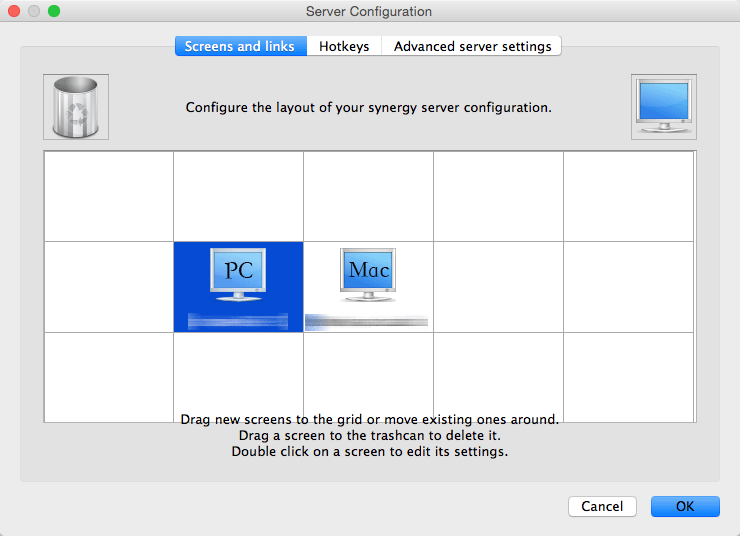 Server Configuration
Screens and links Hotkeys Advanced server settings
Configure the layout of your synergy server configuration.
PC Mac
Drag new screens to the grid or move existing ones around.
Drag a screen to the trashcan to delete it.
Double click on a screen to edit its settings.
Cancel OK